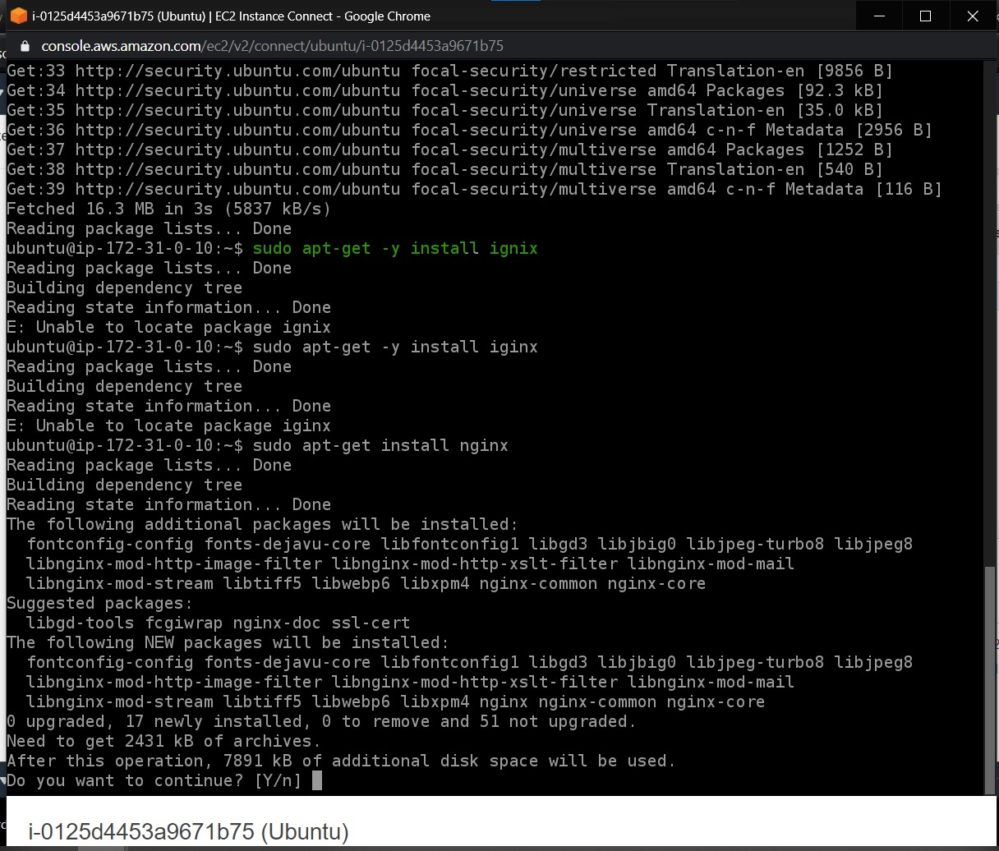 i-0125d4453a9671b75 (Ubuntu) | EC2 Instance Connect - Google Chrome
console.aws.amazon.com/ec2/v2/connect/ubuntu/i-0125d4453a9671b75
Get:33 http://security.ubuntu.com/ubuntu focal-security/restricted Translation-en [9856 B]
Get:34 http://security.ubuntu.com/ubuntu focal-security/universe amd64 Packages [92.3 kB]
Get:35 http://security.ubuntu.com/ubuntu focal-security/universe Translation-en [35.0 kB]
Get:36 http://security.ubuntu.com/ubuntu focal-security/universe amd64 c-n-f Metadata [2956 B]
Get:37 http://security.ubuntu.com/ubuntu focal-security/multiverse amd64 Packages [1252 B]
Get:38 http://security.ubuntu.com/ubuntu focal-security/multiverse Translation-en [540 B]
Get:39 http://security.ubuntu.com/ubuntu focal-security/multiverse amd64 c-n-f Metadata [116 B]
Fetched 16.3 MB in 3s (5837 kB/s)
Reading package lists... Done
ubuntu@ip-172-31-0-10:~$ sudo apt-get -y install ignix
Reading package lists... Done
Building dependency tree
Reading state information... Done
E: Unable to locate package ignix
ubuntu@ip-172-31-0-10:~$ sudo apt-get -y install iginx
Reading package lists... Done
Building dependency tree
Reading state information... Done
E: Unable to locate package iginx
ubuntu@ip-172-31-0-10:~$ sudo apt-get install nginx
Reading package lists... Done
Building dependency tree
Reading state information... Done
The following additional packages will be installed:
fontconfig-config fonts-dejavu-core libfontconfig1 libgd3 libjbig0 libjpeg-turbo8 libjpeg8
libnginx-mod-http-image-filter libnginx-mod-http-xslt-filter libnginx-mod-mail
libnginx-mod-stream libtiff5 libwebp6 libxpm4 nginx-common nginx-core
Suggested packages:
libgd-tools fcgiwrap nginx-doc ssl-cert
The following NEW packages will be installed:
fontconfig-config fonts-dejavu-core libfontconfig1 libgd3 libjbig0 libjpeg-turbo8 libjpeg8
libnginx-mod-http-image-filter libnginx-mod-http-xslt-filter libnginx-mod-mail
libnginx-mod-stream libtiff5 libwebp6 libxpm4 nginx nginx-common nginx-core
0 upgraded, 17 newly installed, 0 to remove and 51 not upgraded.
Need to get 2431 kB of archives.
After this operation, 7891 kB of additional disk space will be used.
Do you want to continue? [Y/n]
i-0125d4453a9671b75 (Ubuntu)